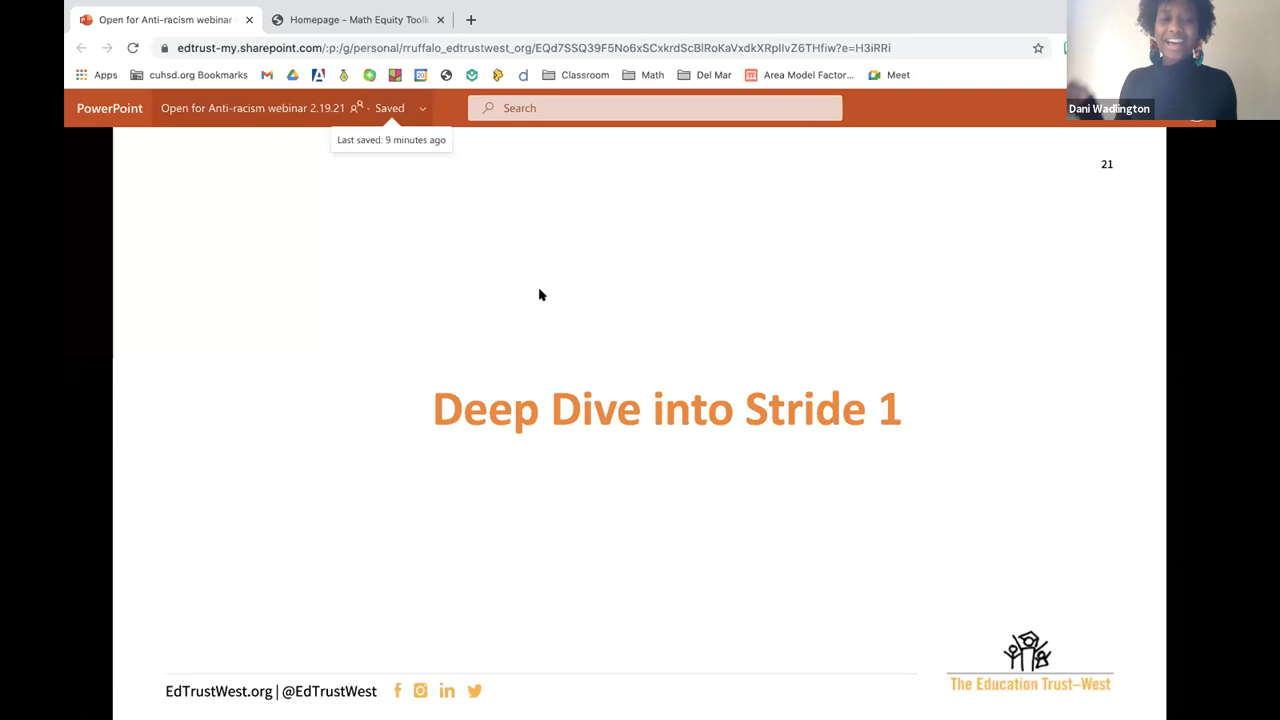 Open for Anti-racism webinar
Homepage - Math Equity Toolk
edtrust-my.sharepoint.com/:p:/g/personal/rruffalo_edtrustwest_org/EQd7SSQ39F5No6xSCxkrdScBlRoKaVxdkXRpIIvZ6THfiw?e=H3iRRi
Apps
cuhsd.org Bookmarks
Classroom
Math
Del Mar
Area Model Factor...
Meet
Dani Wadlington
PowerPoint
Open for Anti-racism webinar 2.19.21 - Saved
Search
Last saved: 9 minutes ago
21
Deep Dive into Stride 1
EdTrustWest.org | @EdTrustWest
The Education Trust–West